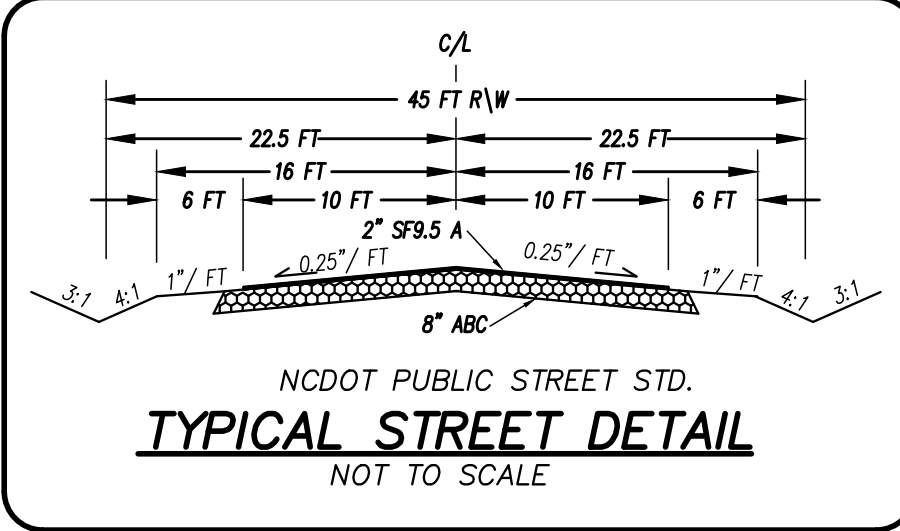 C/L
45 FT R\W
22.5 FT 22.5 FT
16 FT 16 FT
6 FT 10 FT 10 FT 6 FT
2" SF9.5 A
0.25"/ FT 0.25"/ FT
1"/ FT 1"/ FT
3:1 4:1 4:1 3:1
8" ABC
NCDOT PUBLIC STREET STD.
TYPICAL STREET DETAIL
NOT TO SCALE